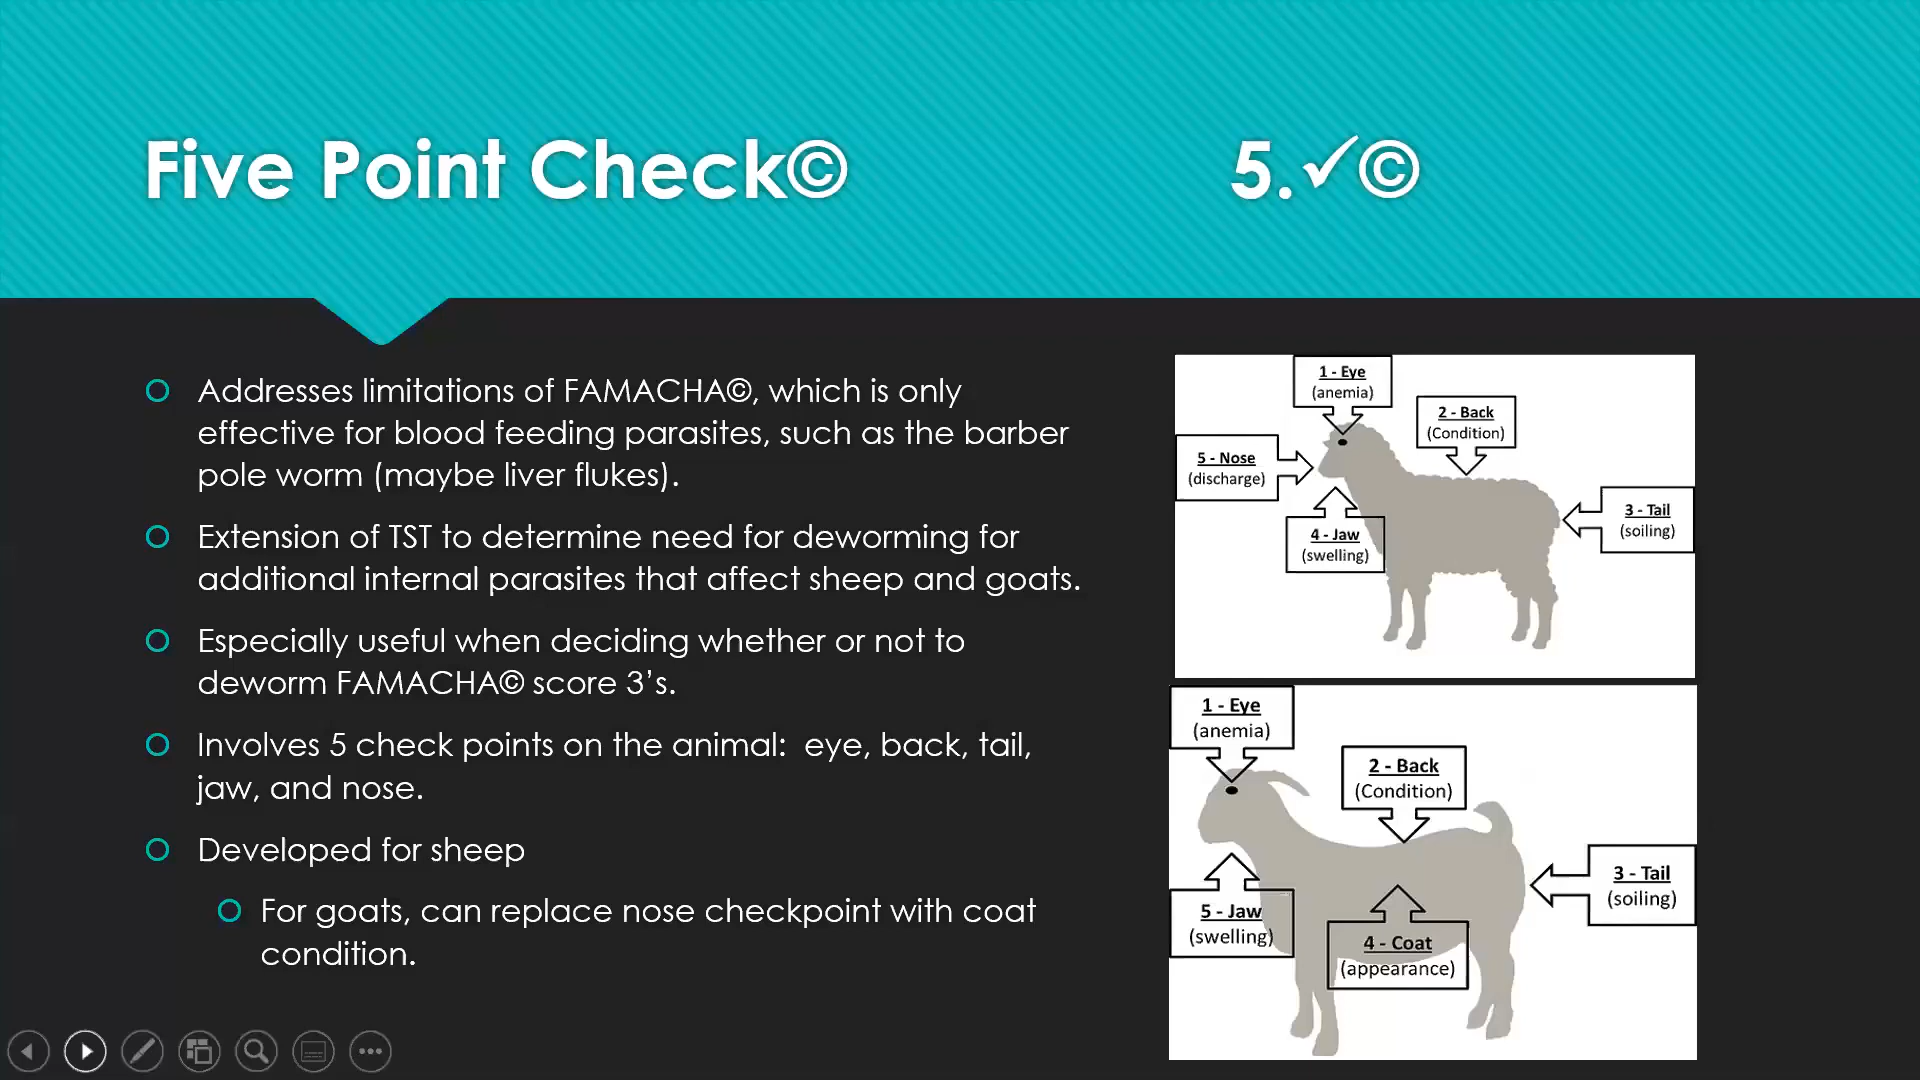 Five Point Check©
5.✓©
Addresses limitations of FAMACHA©, which is only
effective for blood feeding parasites, such as the barber
pole worm (maybe liver flukes).
Extension of TST to determine need for deworming for
additional internal parasites that affect sheep and goats.
Especially useful when deciding whether or not to
deworm FAMACHA© score 3’s.
Involves 5 check points on the animal:  eye, back, tail,
jaw, and nose.
Developed for sheep
For goats, can replace nose checkpoint with coat
condition.
1 - Eye
(anemia)
2 - Back
(Condition)
5 - Nose
(discharge)
3 - Tail
(soiling)
4 - Jaw
(swelling)
1 - Eye
(anemia)
2 - Back
(Condition)
3 - Tail
(soiling)
5 - Jaw
(swelling)
4 - Coat
(appearance)